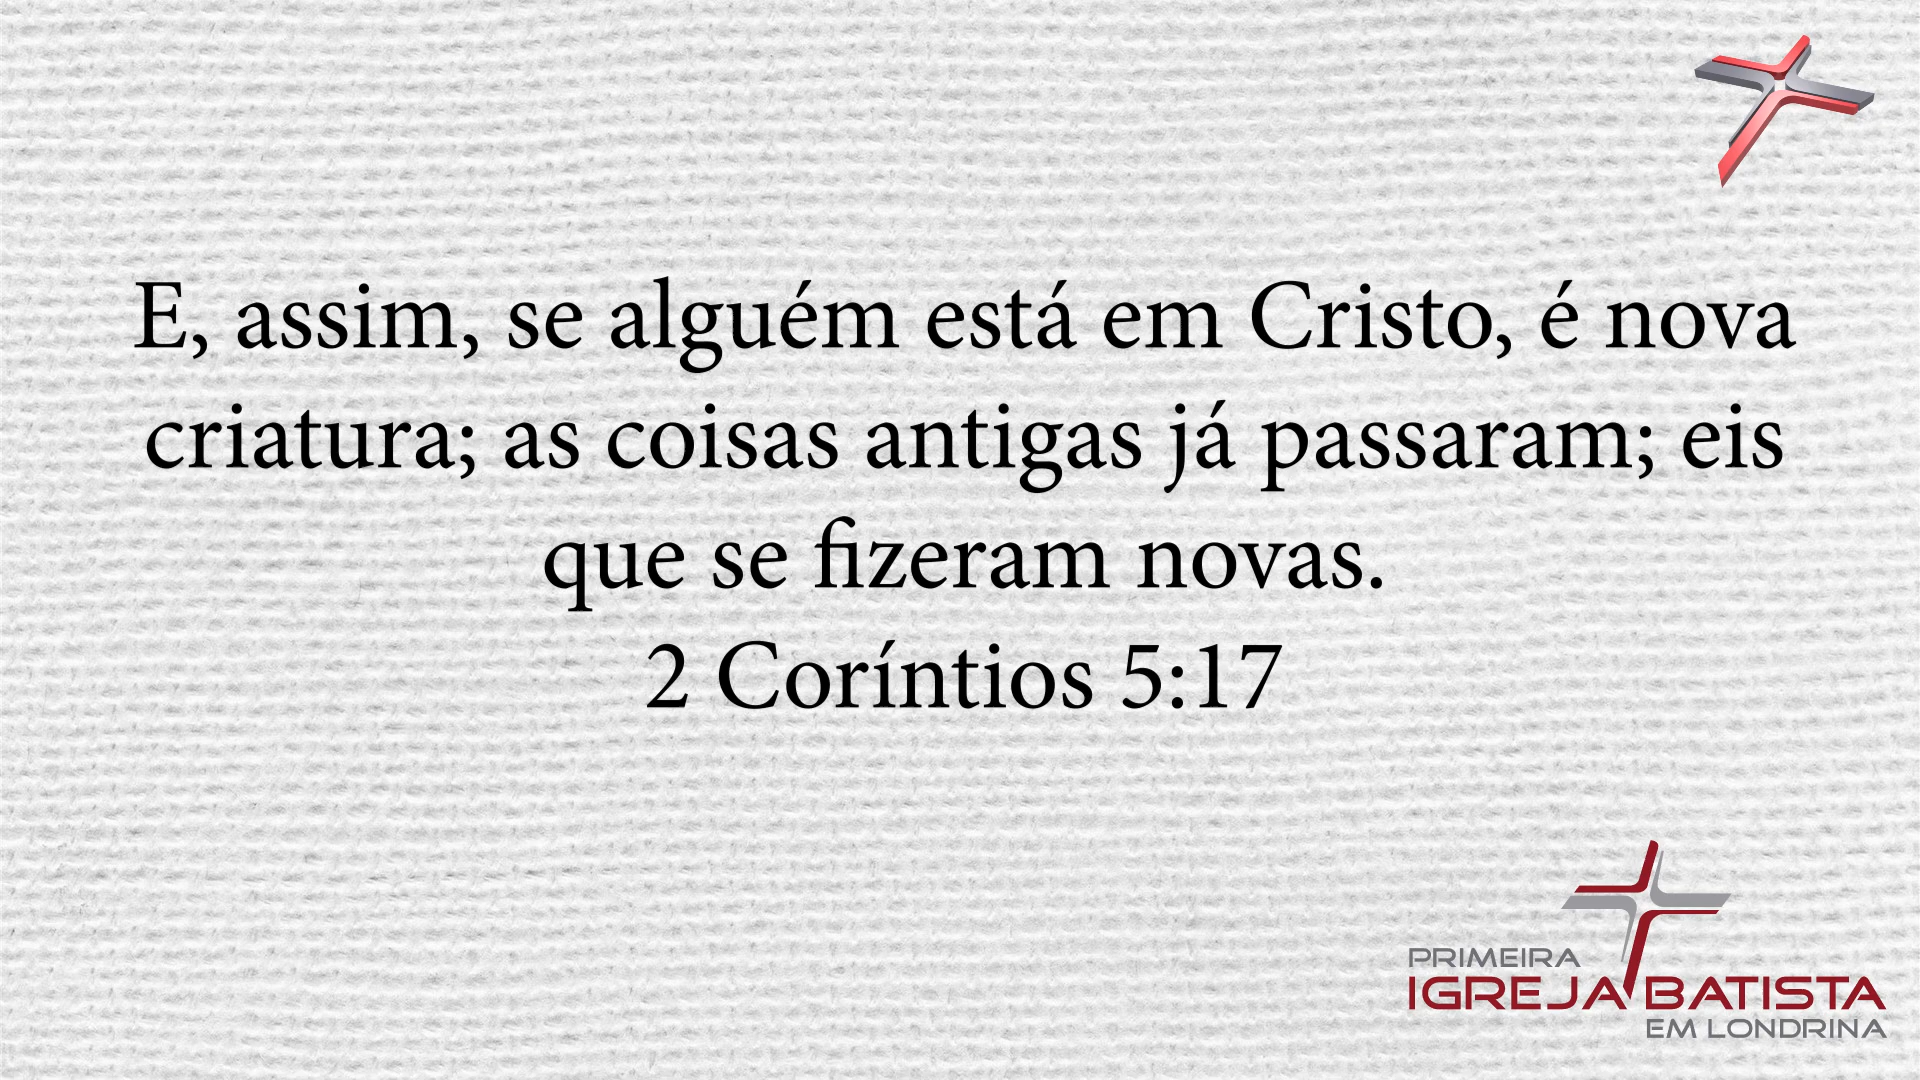 E, assim, se alguém está em Cristo, é nova
criatura; as coisas antigas já passaram; eis
que se fizeram novas.
2 Coríntios 5:17
PRIMEIRA
IGREJA BATISTA
EM LONDRINA